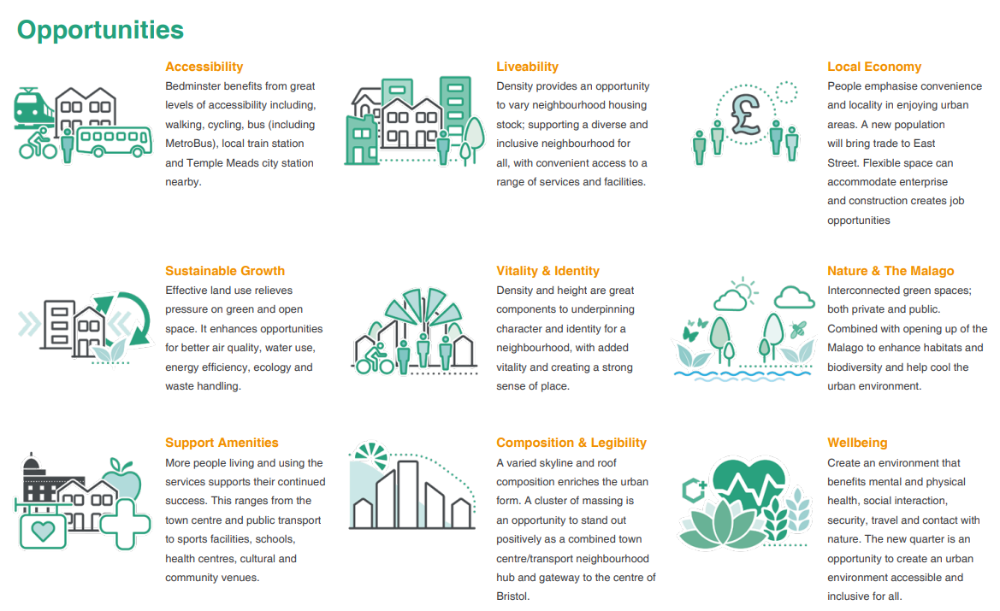 Opportunities
Accessibility
Bedminster benefits from great
levels of accessibility including,
walking, cycling, bus (including
MetroBus), local train station
and Temple Meads city station
nearby.
Liveability
Density provides an opportunity
to vary neighbourhood housing
stock; supporting a diverse and
inclusive neighbourhood for
all, with convenient access to a
range of services and facilities.
Local Economy
People emphasise convenience
and locality in enjoying urban
areas. A new population
will bring trade to East
Street. Flexible space can
accommodate enterprise
and construction creates job
opportunities
£
Sustainable Growth
Effective land use relieves
pressure on green and open
space. It enhances opportunities
for better air quality, water use,
energy efficiency, ecology and
waste handling.
Vitality & Identity
Density and height are great
components to underpinning
character and identity for a
neighbourhood, with added
vitality and creating a strong
sense of place.
Nature & The Malago
Interconnected green spaces;
both private and public.
Combined with opening up of the
Malago to enhance habitats and
biodiversity and help cool the
urban environment.
Support Amenities
More people living and using the
services supports their continued
success. This ranges from the
town centre and public transport
to sports facilities, schools,
health centres, cultural and
community venues.
Composition & Legibility
A varied skyline and roof
composition enriches the urban
form. A cluster of massing is
an opportunity to stand out
positively as a combined town
centre/transport neighbourhood
hub and gateway to the centre of
Bristol.
Wellbeing
Create an environment that
benefits mental and physical
health, social interaction,
security, travel and contact with
nature. The new quarter is an
opportunity to create an urban
environment accessible and
inclusive for all.